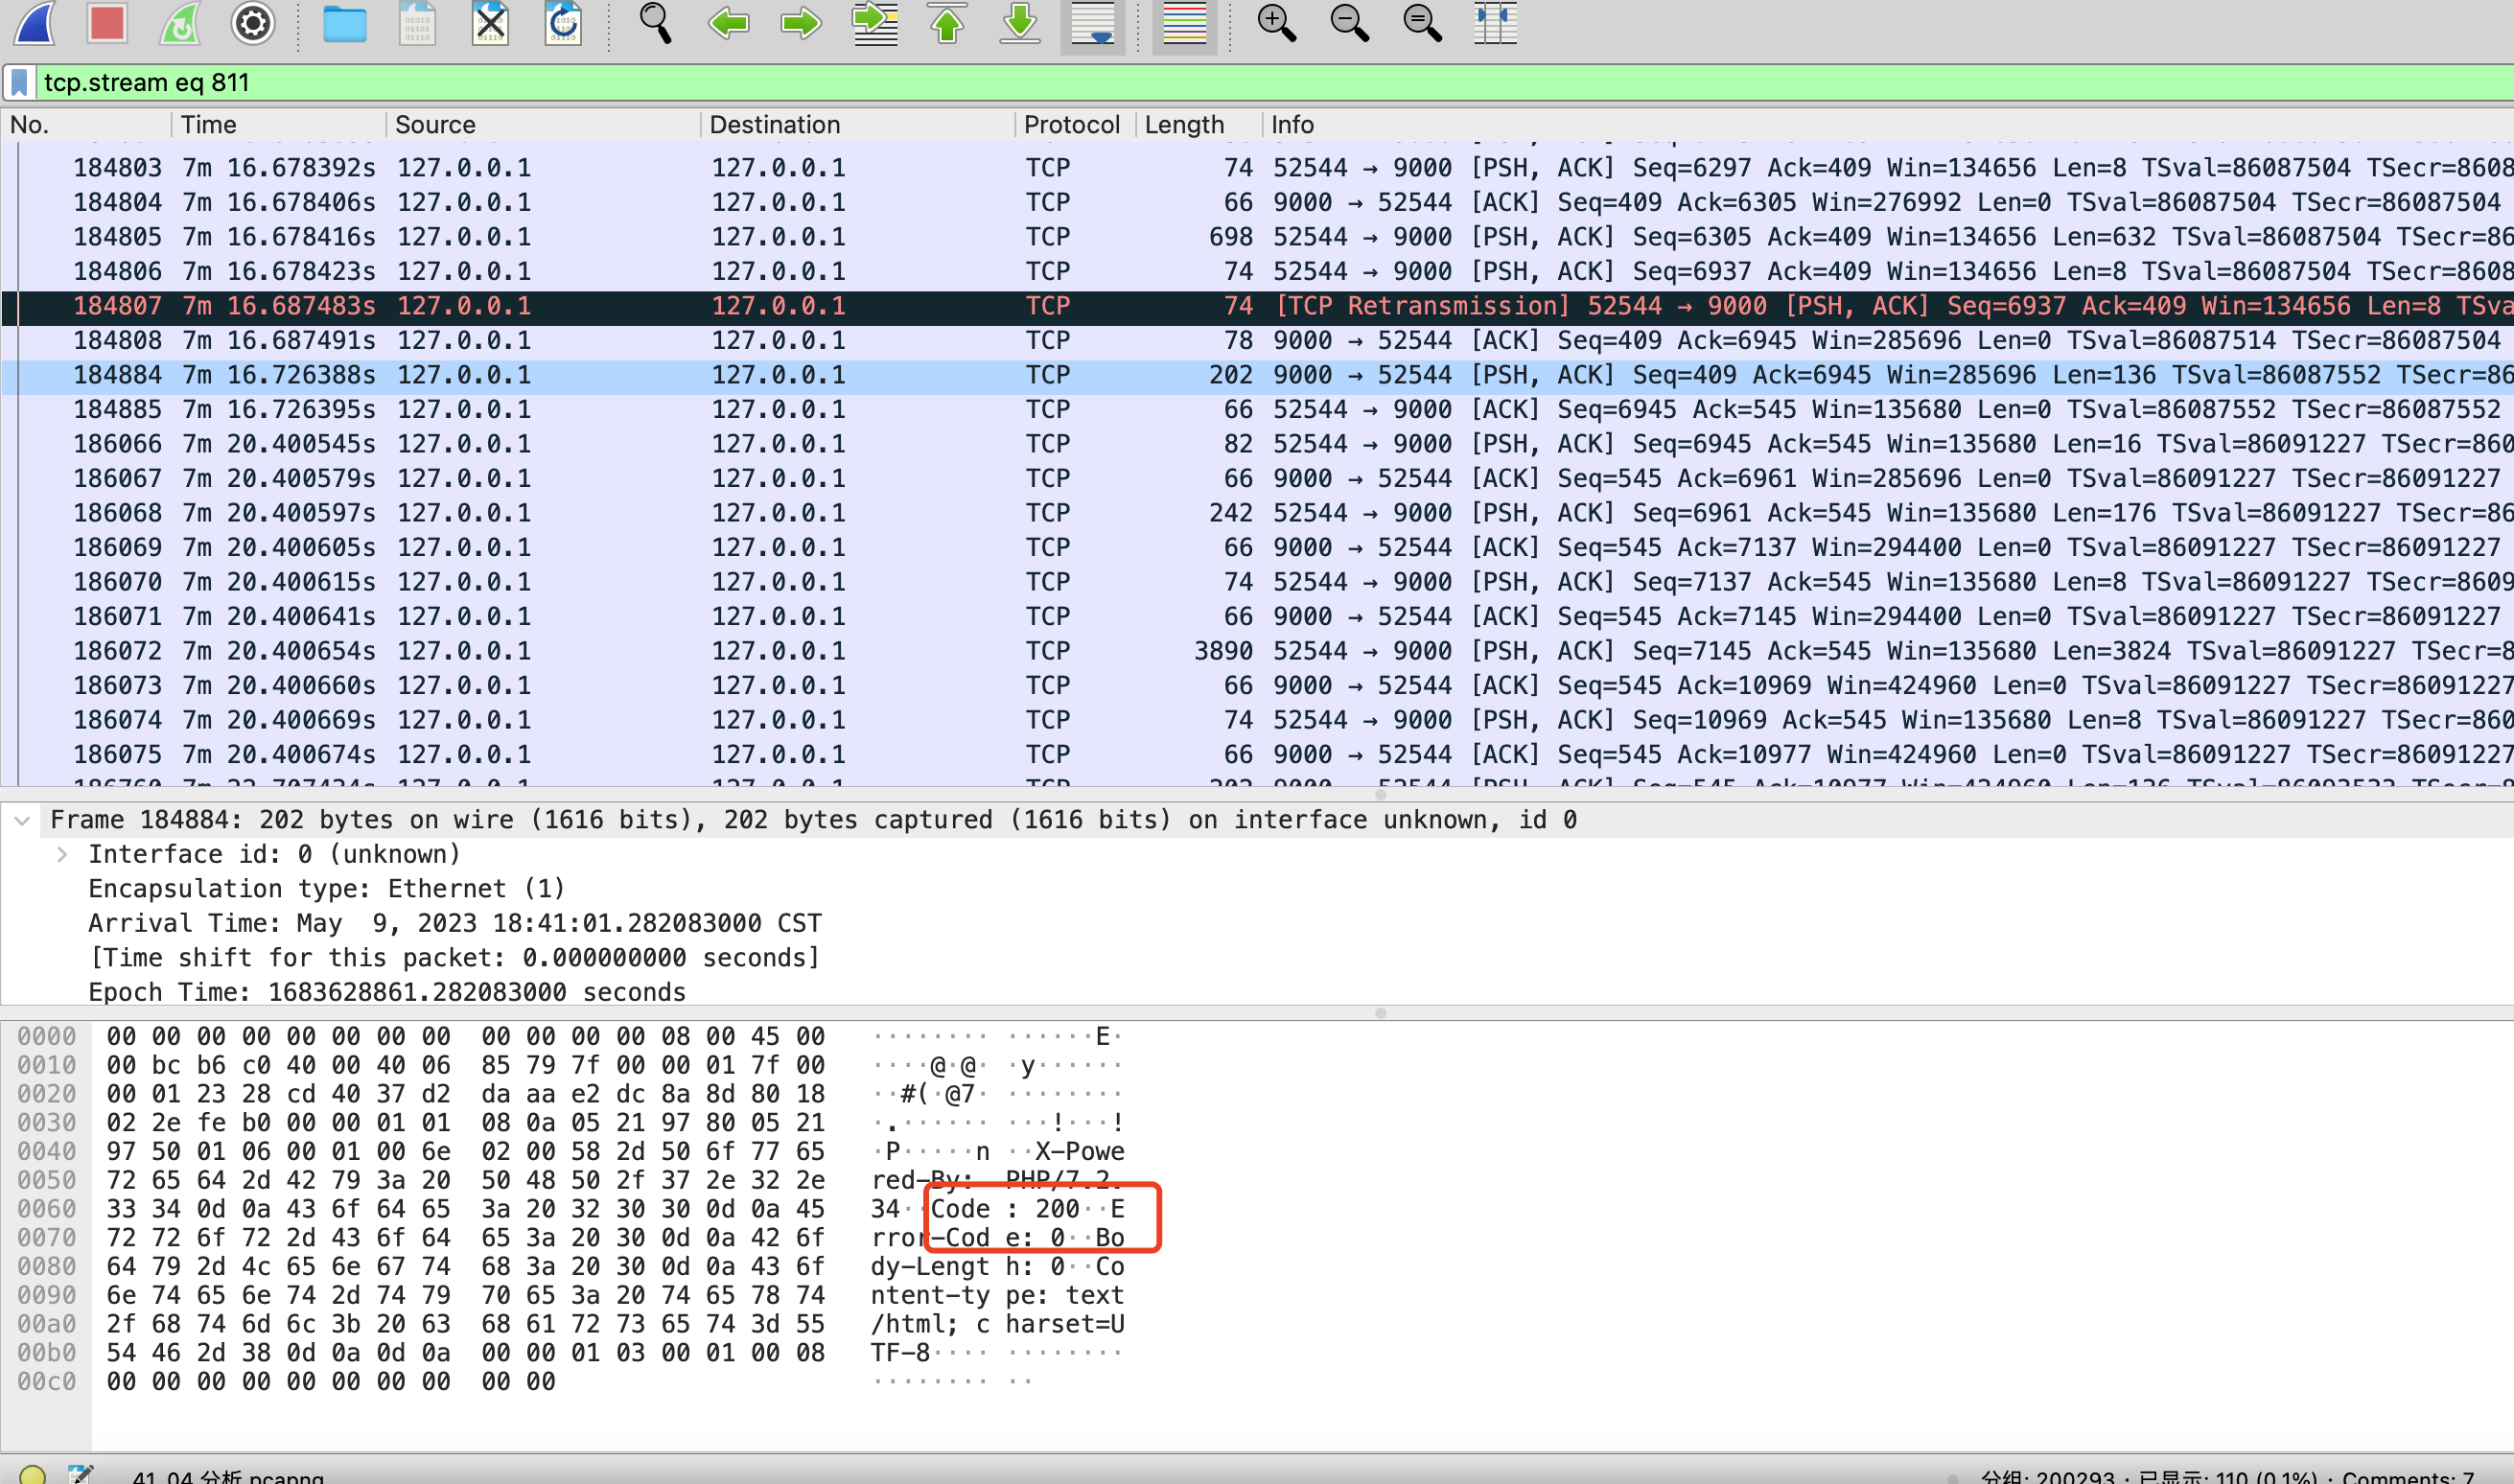 tcp.stream eq 811
No. Time Source Destination Protocol Length Info
184803 7m 16.678392s 127.0.0.1 127.0.0.1 TCP 74 52544 → 9000 [PSH, ACK] Seq=6297 Ack=409 Win=134656 Len=8 TSval=86087504 TSecr=8608
184804 7m 16.678406s 127.0.0.1 127.0.0.1 TCP 66 9000 → 52544 [ACK] Seq=409 Ack=6305 Win=276992 Len=0 TSval=86087504 TSecr=86087504
184805 7m 16.678416s 127.0.0.1 127.0.0.1 TCP 698 52544 → 9000 [PSH, ACK] Seq=6305 Ack=409 Win=134656 Len=632 TSval=86087504 TSecr=86
184806 7m 16.678423s 127.0.0.1 127.0.0.1 TCP 74 52544 → 9000 [PSH, ACK] Seq=6937 Ack=409 Win=134656 Len=8 TSval=86087504 TSecr=8608
184807 7m 16.687483s 127.0.0.1 127.0.0.1 TCP 74 [TCP Retransmission] 52544 → 9000 [PSH, ACK] Seq=6937 Ack=409 Win=134656 Len=8 TSva
184808 7m 16.687491s 127.0.0.1 127.0.0.1 TCP 78 9000 → 52544 [ACK] Seq=409 Ack=6945 Win=285696 Len=0 TSval=86087514 TSecr=86087504
184884 7m 16.726388s 127.0.0.1 127.0.0.1 TCP 202 9000 → 52544 [PSH, ACK] Seq=409 Ack=6945 Win=285696 Len=136 TSval=86087552 TSecr=86
184885 7m 16.726395s 127.0.0.1 127.0.0.1 TCP 66 52544 → 9000 [ACK] Seq=6945 Ack=545 Win=135680 Len=0 TSval=86087552 TSecr=86087552
186066 7m 20.400545s 127.0.0.1 127.0.0.1 TCP 82 52544 → 9000 [PSH, ACK] Seq=6945 Ack=545 Win=135680 Len=16 TSval=86091227 TSecr=860
186067 7m 20.400579s 127.0.0.1 127.0.0.1 TCP 66 9000 → 52544 [ACK] Seq=545 Ack=6961 Win=285696 Len=0 TSval=86091227 TSecr=86091227
186068 7m 20.400597s 127.0.0.1 127.0.0.1 TCP 242 52544 → 9000 [PSH, ACK] Seq=6961 Ack=545 Win=135680 Len=176 TSval=86091227 TSecr=86
186069 7m 20.400605s 127.0.0.1 127.0.0.1 TCP 66 9000 → 52544 [ACK] Seq=545 Ack=7137 Win=294400 Len=0 TSval=86091227 TSecr=86091227
186070 7m 20.400615s 127.0.0.1 127.0.0.1 TCP 74 52544 → 9000 [PSH, ACK] Seq=7137 Ack=545 Win=135680 Len=8 TSval=86091227 TSecr=8609
186071 7m 20.400641s 127.0.0.1 127.0.0.1 TCP 66 9000 → 52544 [ACK] Seq=545 Ack=7145 Win=294400 Len=0 TSval=86091227 TSecr=86091227
186072 7m 20.400654s 127.0.0.1 127.0.0.1 TCP 3890 52544 → 9000 [PSH, ACK] Seq=7145 Ack=545 Win=135680 Len=3824 TSval=86091227 TSecr=8
186073 7m 20.400660s 127.0.0.1 127.0.0.1 TCP 66 9000 → 52544 [ACK] Seq=545 Ack=10969 Win=424960 Len=0 TSval=86091227 TSecr=86091227
186074 7m 20.400669s 127.0.0.1 127.0.0.1 TCP 74 52544 → 9000 [PSH, ACK] Seq=10969 Ack=545 Win=135680 Len=8 TSval=86091227 TSecr=860
186075 7m 20.400674s 127.0.0.1 127.0.0.1 TCP 66 9000 → 52544 [ACK] Seq=545 Ack=10977 Win=424960 Len=0 TSval=86091227 TSecr=86091227
Frame 184884: 202 bytes on wire (1616 bits), 202 bytes captured (1616 bits) on interface unknown, id 0
Interface id: 0 (unknown)
Encapsulation type: Ethernet (1)
Arrival Time: May  9, 2023 18:41:01.282083000 CST
[Time shift for this packet: 0.000000000 seconds]
Epoch Time: 1683628861.282083000 seconds
0000 00 00 00 00 00 00 00 00 00 00 00 00 08 00 45 00 ········ ······E·
0010 00 bc b6 c0 40 00 40 06 85 79 7f 00 00 01 7f 00 ····@·@· ·y······
0020 00 01 23 28 cd 40 37 d2 da aa e2 dc 8a 8d 80 18 ··#(·@7· ········
0030 02 2e fe b0 00 00 01 01 08 0a 05 21 97 80 05 21 ·.······ ···!···!
0040 97 50 01 06 00 01 00 6e 02 00 58 2d 50 6f 77 65 ·P·····n ··X-Powe
0050 72 65 64 2d 42 79 3a 20 50 48 50 2f 37 2e 32 2e red-By: PHP/7.2.
0060 33 34 0d 0a 43 6f 64 65 3a 20 32 30 30 0d 0a 45 34··Code : 200··E
0070 72 72 6f 72 2d 43 6f 64 65 3a 20 30 0d 0a 42 6f rror-Cod e: 0··Bo
0080 64 79 2d 4c 65 6e 67 74 68 3a 20 30 0d 0a 43 6f dy-Lengt h: 0··Co
0090 6e 74 65 6e 74 2d 74 79 70 65 3a 20 74 65 78 74 ntent-ty pe: text
00a0 2f 68 74 6d 6c 3b 20 63 68 61 72 73 65 74 3d 55 /html; c harset=U
00b0 54 46 2d 38 0d 0a 0d 0a 00 00 01 03 00 01 00 08 TF-8···· ········
00c0 00 00 00 00 00 00 00 00 00 00 ········ ··
41_04_分析.pcapng 分组: 200293 · 已显示: 110 (0.1%) · Comments: 7